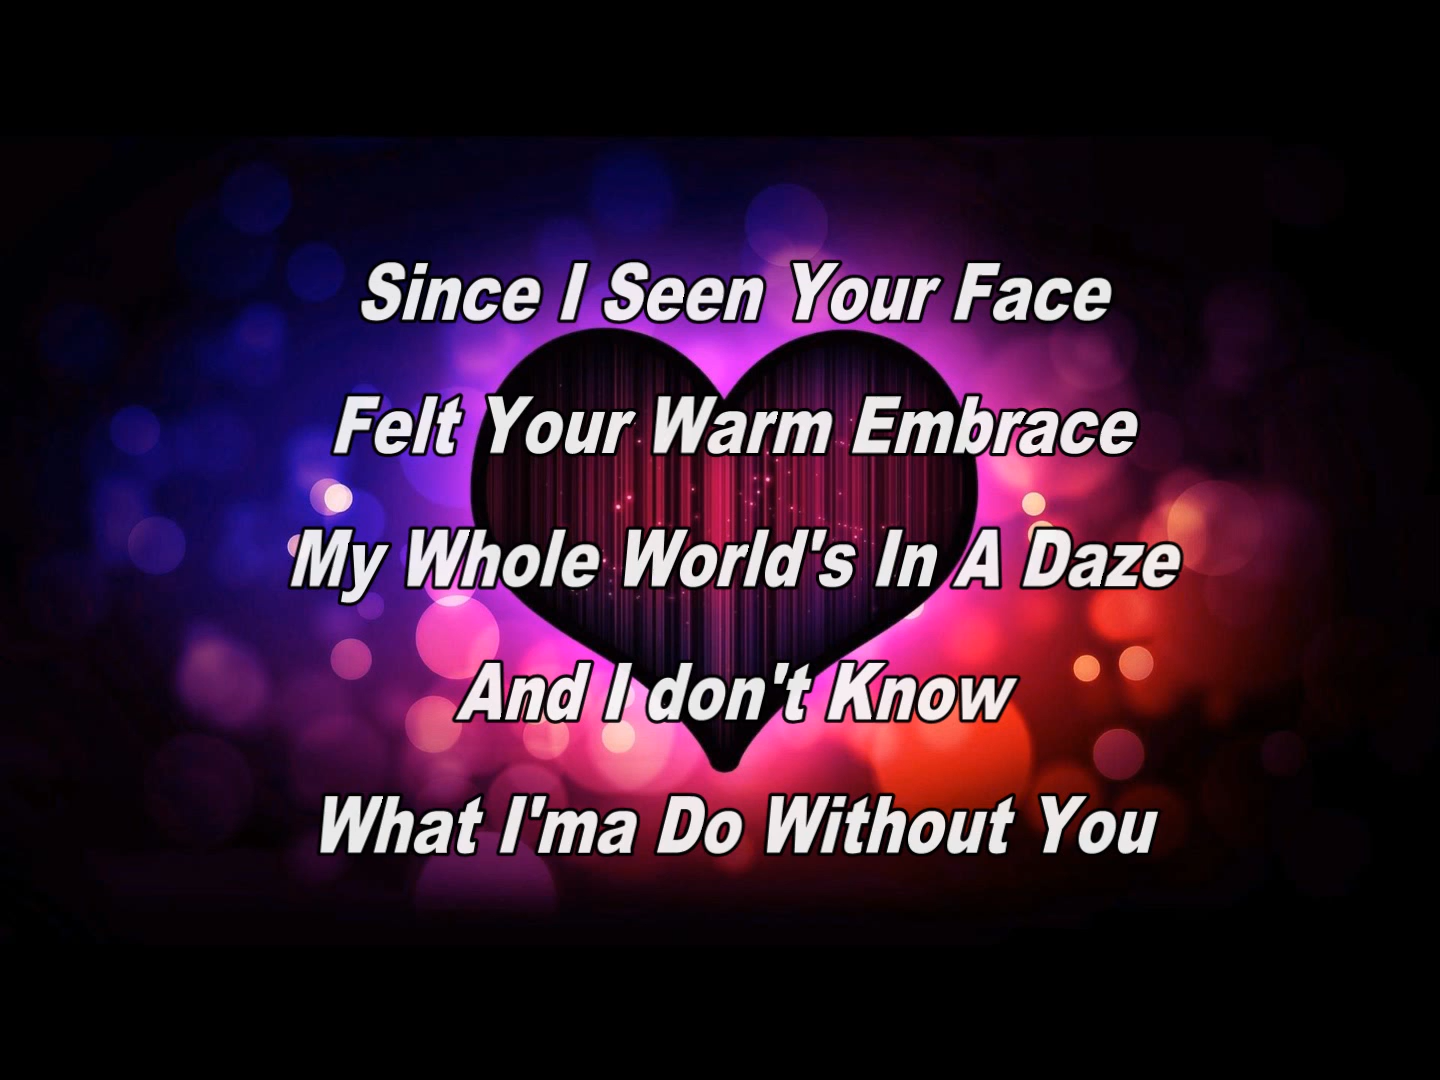 Since I Seen Your Face
Felt Your Warm Embrace
My Whole World's In A Daze
And I don't Know
What I'ma Do Without You